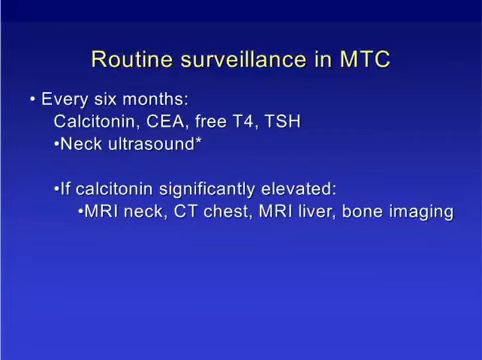 Routine surveillance in MTC
• Every six months:
Calcitonin, CEA, free T4, TSH
•Neck ultrasound*
•If calcitonin significantly elevated:
•MRI neck, CT chest, MRI liver, bone imaging